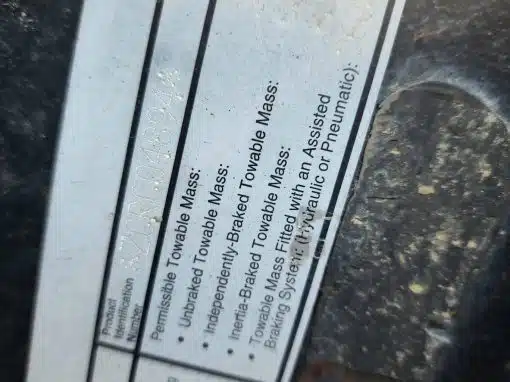 Product
Identification
Number
Permissible Towable Mass:
• Unbraked Towable Mass:
• Independently-Braked Towable Mass:
• Inertia-Braked Towable Mass:
• Towable Mass Fitted with an Assisted
Braking System: (Hydraulic or Pneumatic):